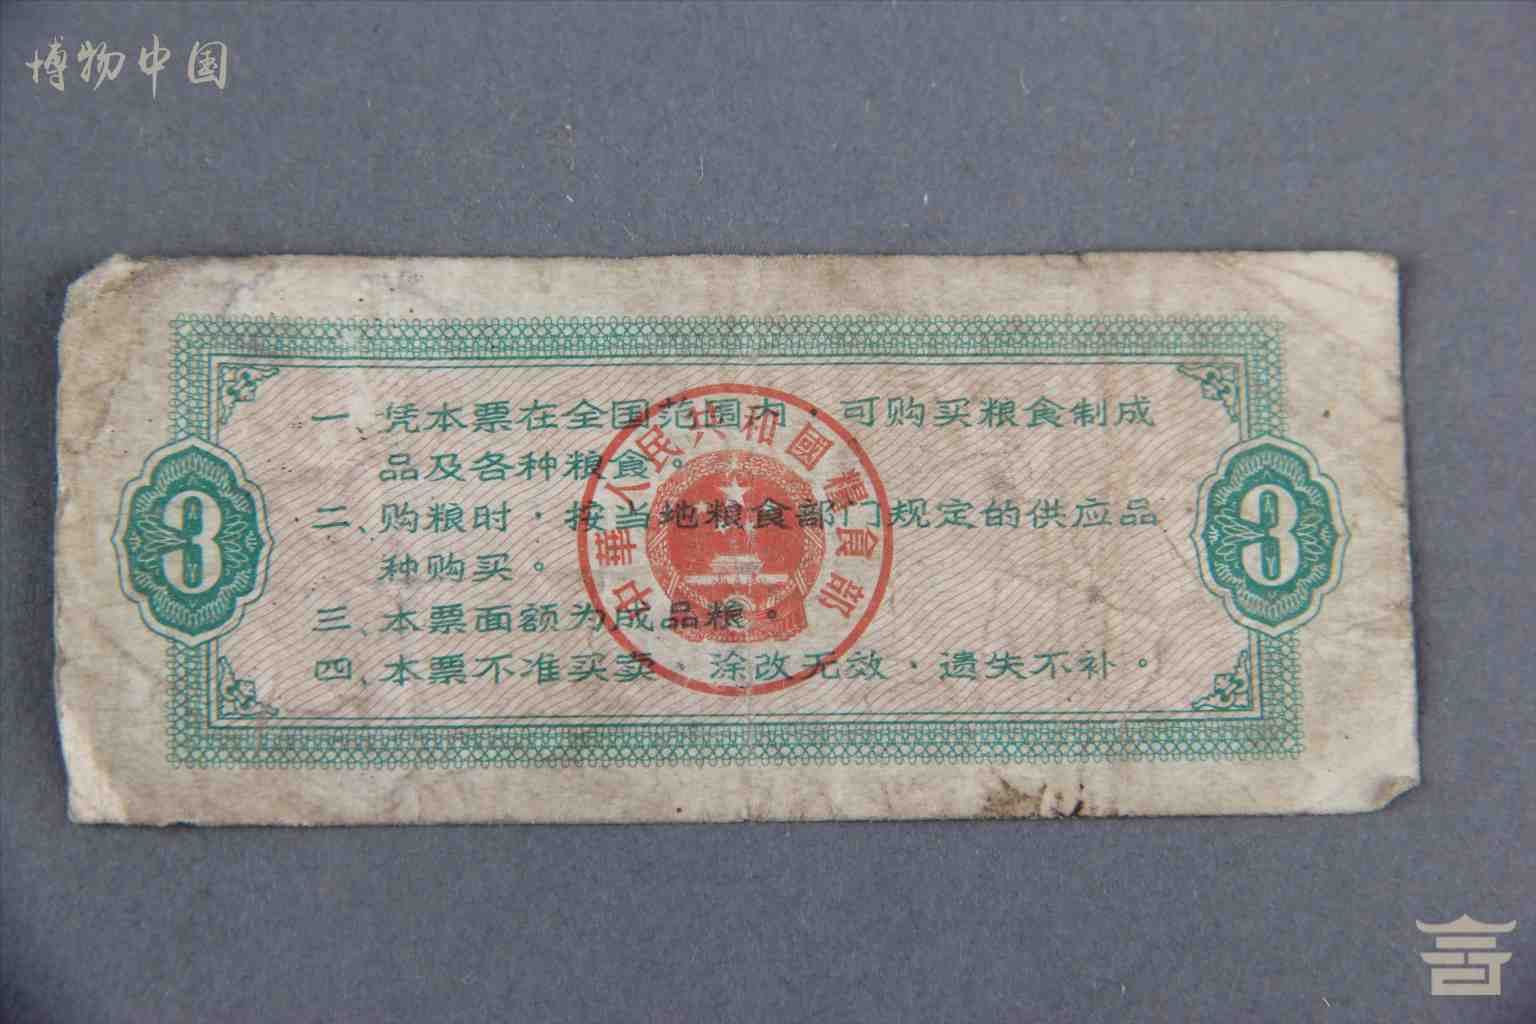 博物中国
一、凭本票在全国范围内，可购买粮食制成
品及各种粮食。
二、购粮时，按当地粮食部门规定的供应品
种购买。
三、本票面额为成品粮。
四、本票不准买卖、涂改无效，遗失不补。
中華人民共和國糧食部
3
3